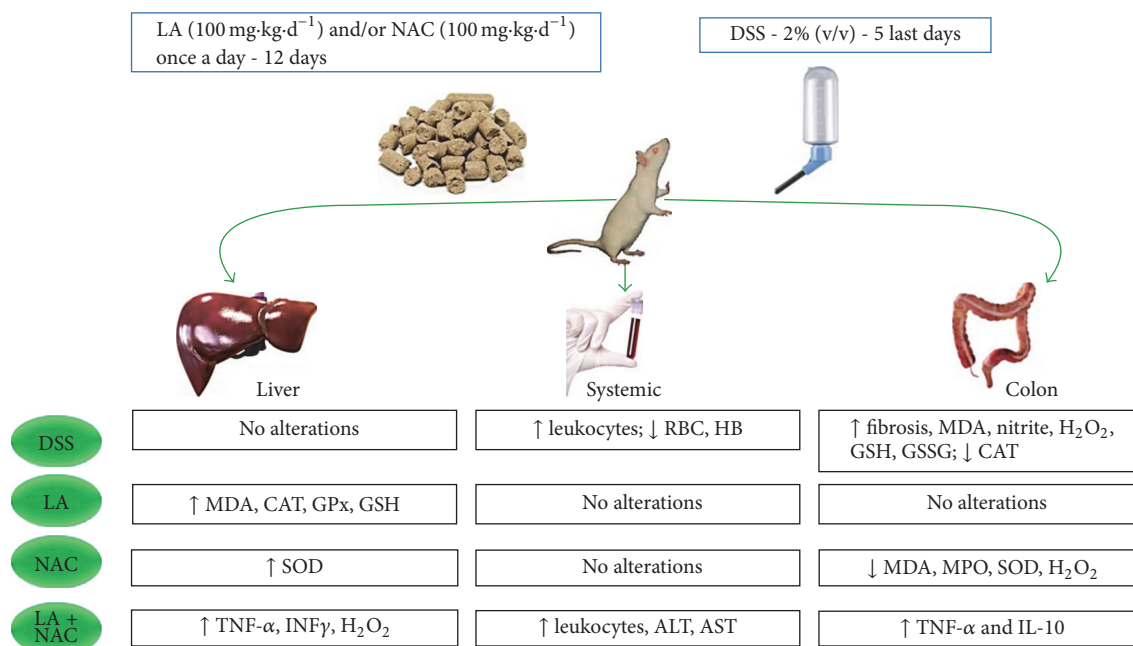 LA (100 mg·kg·d⁻¹) and/or NAC (100 mg·kg·d⁻¹)
once a day - 12 days
DSS - 2% (v/v) - 5 last days
Liver
Systemic
Colon
DSS
No alterations
↑ leukocytes; ↓ RBC, HB
↑ fibrosis, MDA, nitrite, H₂O₂,
GSH, GSSG; ↓ CAT
LA
↑ MDA, CAT, GPx, GSH
No alterations
No alterations
NAC
↑ SOD
No alterations
↓ MDA, MPO, SOD, H₂O₂
LA +
NAC
↑ TNF-α, INFγ, H₂O₂
↑ leukocytes, ALT, AST
↑ TNF-α and IL-10